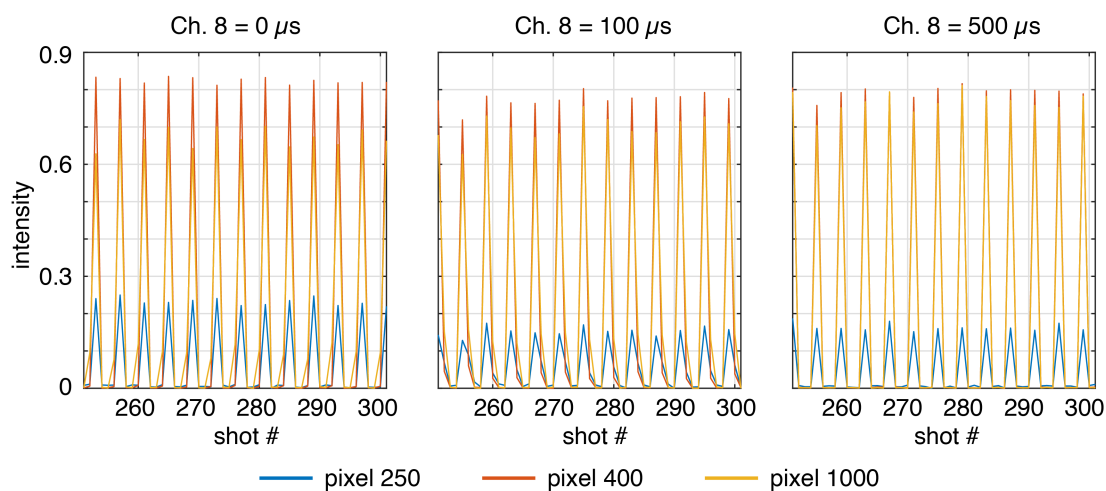 Ch. 8 = 0 µs Ch. 8 = 100 µs Ch. 8 = 500 µs
0.9
0.6
0.3
0
intensity
260 270 280 290 300 260 270 280 290 300 260 270 280 290 300
shot # shot # shot #
pixel 250 pixel 400 pixel 1000